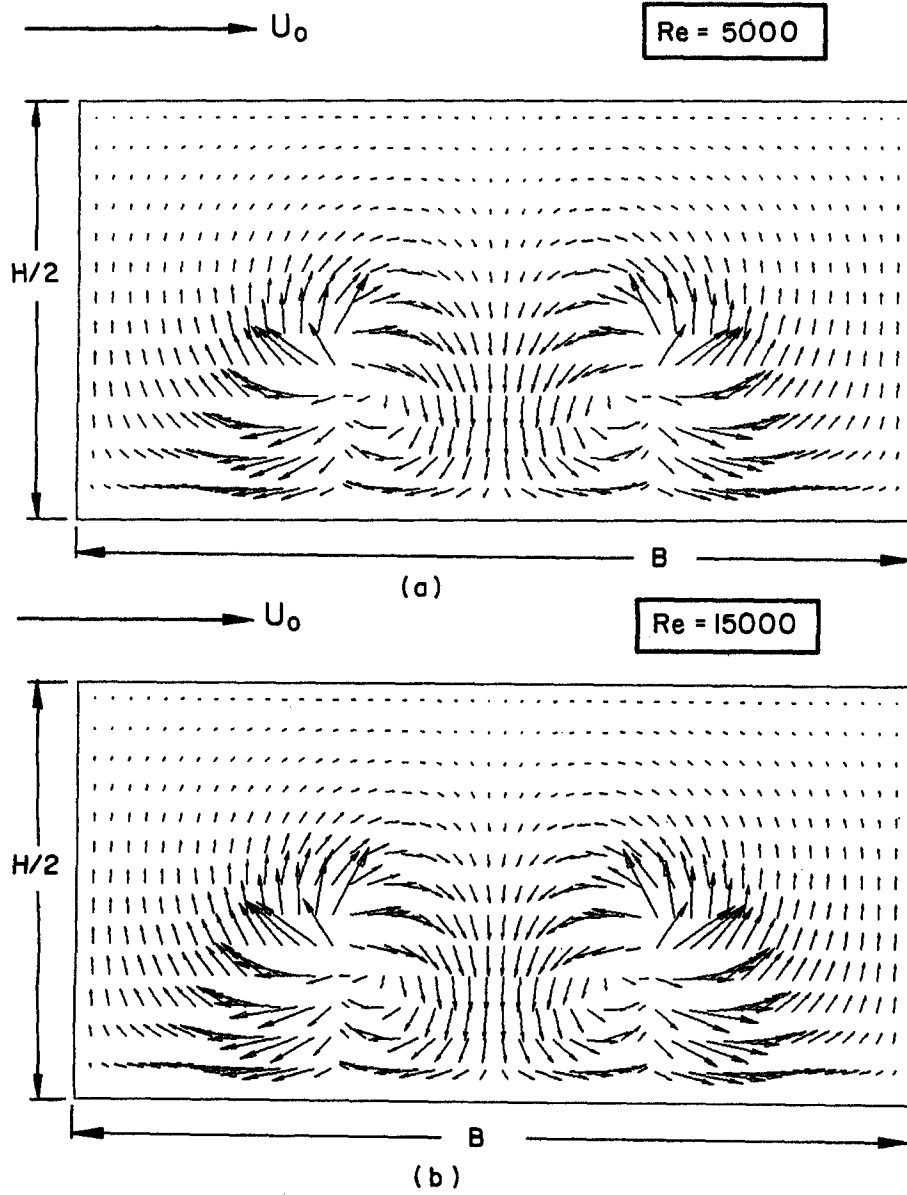 U₀
Re = 5000
H/2
B
(a)
U₀
Re = 15000
H/2
B
(b)